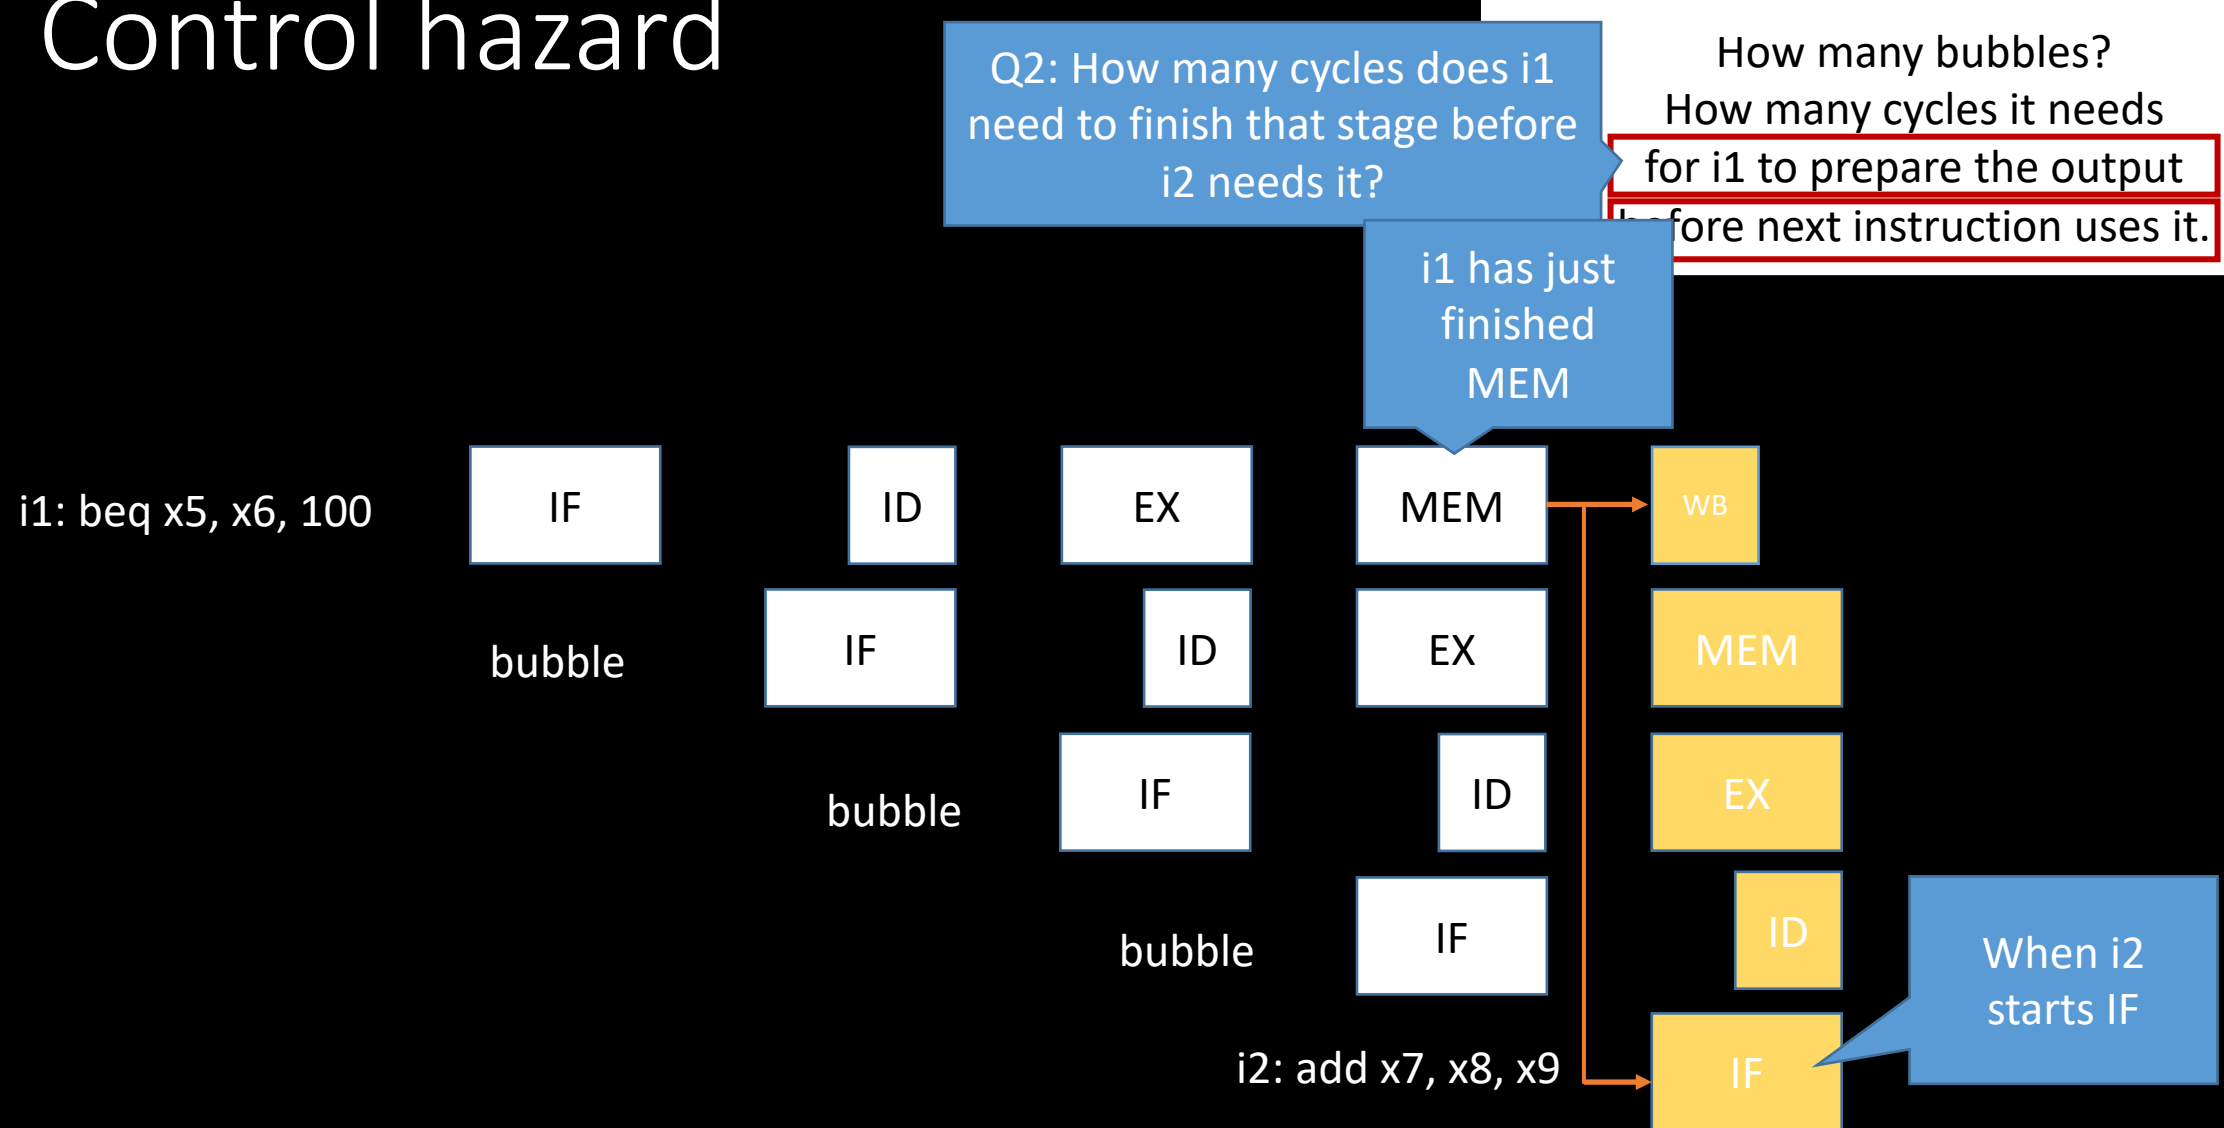 Control hazard
Q2: How many cycles does i1
need to finish that stage before
i2 needs it?
How many bubbles?
How many cycles it needs
for i1 to prepare the output
before next instruction uses it.
i1 has just
finished
MEM
i1: beq x5, x6, 100
IF
ID
EX
MEM
WB
bubble
IF
ID
EX
MEM
bubble
IF
ID
EX
bubble
IF
ID
When i2
starts IF
i2: add x7, x8, x9
IF